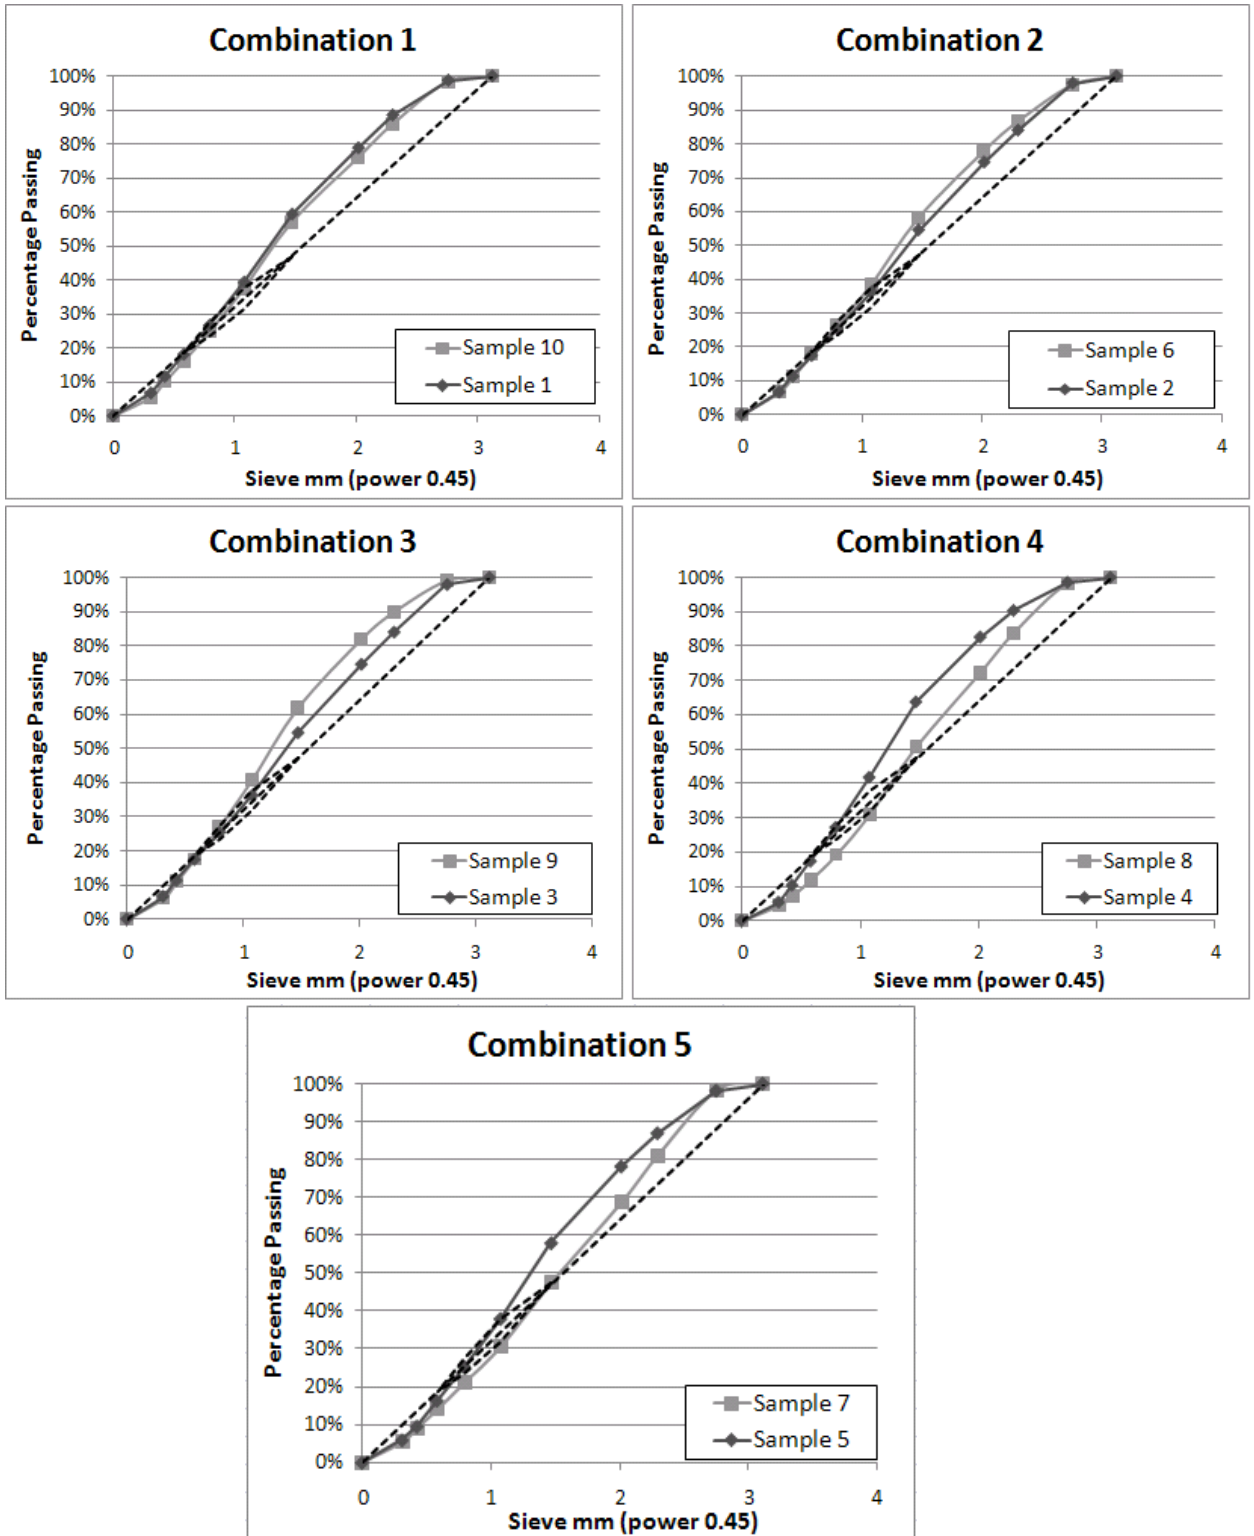 Combination 1
Percentage Passing
100%
90%
80%
70%
60%
50%
40%
30%
20%
10%
0%
Sample 10
Sample 1
0 1 2 3 4
Sieve mm (power 0.45)
Combination 2
Percentage Passing
100%
90%
80%
70%
60%
50%
40%
30%
20%
10%
0%
Sample 6
Sample 2
0 1 2 3 4
Sieve mm (power 0.45)
Combination 3
Percentage Passing
100%
90%
80%
70%
60%
50%
40%
30%
20%
10%
0%
Sample 9
Sample 3
0 1 2 3 4
Sieve mm (power 0.45)
Combination 4
Percentage Passing
100%
90%
80%
70%
60%
50%
40%
30%
20%
10%
0%
Sample 8
Sample 4
0 1 2 3 4
Sieve mm (power 0.45)
Combination 5
Percentage Passing
100%
90%
80%
70%
60%
50%
40%
30%
20%
10%
0%
Sample 7
Sample 5
0 1 2 3 4
Sieve mm (power 0.45)